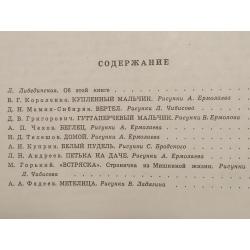 СОДЕРЖАНИЕ
Л. Либединская. Об этой книге
В. Г. Короленко. КУПЛЕННЫЙ МАЛЬЧИК. Рисунки А. Ермолаева
Д. Н. Мамин-Сибиряк. ВЕРТЕЛ. Рисунки Л. Чибисова
Д. В. Григорович. ГУТТАПЕРЧЕВЫЙ МАЛЬЧИК. Рисунки В. Ермолова
А. П. Чехов. БЕГЛЕЦ. Рисунки А. Ермолаева
Н. Д. Телешов. ДОМОЙ. Рисунки А. Ермолаева
А. И. Куприн. БЕЛЫЙ ПУДЕЛЬ. Рисунки С. Бродского
Л. Н. Андреев. ПЕТЬКА НА ДАЧЕ. Рисунки А. Ермолаева
М. Горький. «ВСТРЯСКА». Страничка из Мишкиной жизни. Рисунки
Л. Чибисова
А. А. Фадеев. МЕТЕЛИЦА. Рисунки В. Ладягина